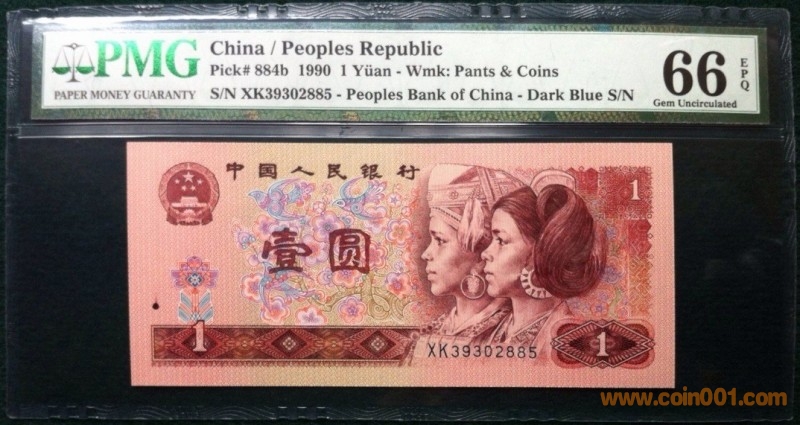 PMG
PAPER MONEY GUARANTY
China / Peoples Republic
Pick# 884b 1990 1 Yüan - Wmk: Pants & Coins
S/N XK39302885 - Peoples Bank of China - Dark Blue S/N
66 EPQ
Gem Uncirculated
中国人民银行
1
壹圆
1
XK39302885
1
www.coin001.com